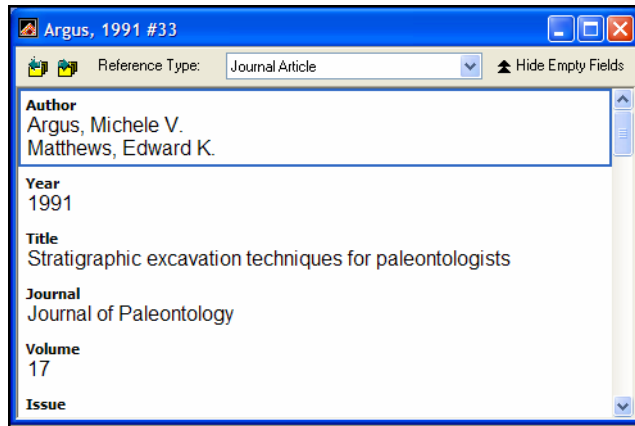 Argus, 1991 #33
Reference Type: Journal Article Hide Empty Fields
Author
Argus, Michele V.
Matthews, Edward K.
Year
1991
Title
Stratigraphic excavation techniques for paleontologists
Journal
Journal of Paleontology
Volume
17
Issue